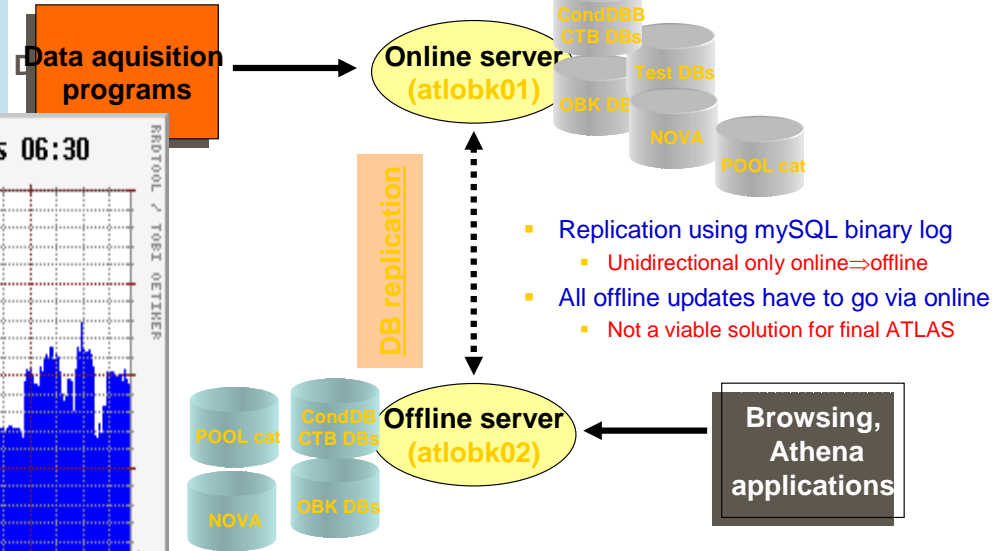 Data aquisition
programs
Online server
(atlobk01)
CondDBB
CTB DBs
Test DBs
OBK DB
NOVA
POOL cat
s 06:30
RRDTOOL / TOBI OETIKER
DB replication
▪ Replication using mySQL binary log
▪ Unidirectional only online⇒offline
▪ All offline updates have to go via online
▪ Not a viable solution for final ATLAS
POOL cat
CondDB
CTB DBs
NOVA
OBK DBs
Offline server
(atlobk02)
Browsing,
Athena
applications